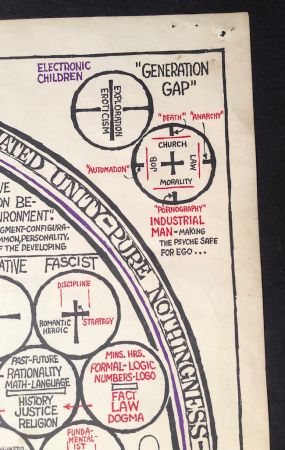 ELECTRONIC
CHILDREN
"GENERATION
GAP"
EXPLORATION
EROTICISM
"DEATH" "ANARCHY"
CHURCH
"AUTOMATION"
JOB
LAW
MORALITY
"PORNOGRAPHY"
INDUSTRIAL
MAN-MAKING
THE PSYCHE SAFE
FOR EGO...
ATED UNITY-PURE NOTHINGNESS-
VE
ON BE-
IRONMENT".
GMENT-CONFIGURA-
OMMON, PERSONALITY,
F THE DEVELOPING
ATIVE
FASCIST
DISCIPLINE
ROMANTIC
HEROIC
STRATEGY
PAST-FUTURE
RATIONALITY
MATH-LANGUAGE
HISTORY
JUSTICE
RELIGION
MINS. HRS.
FORMAL-LOGIC
NUMBERS-LOGO
FACT
LAW
DOGMA
FUNDA-
MENTAL-
IST